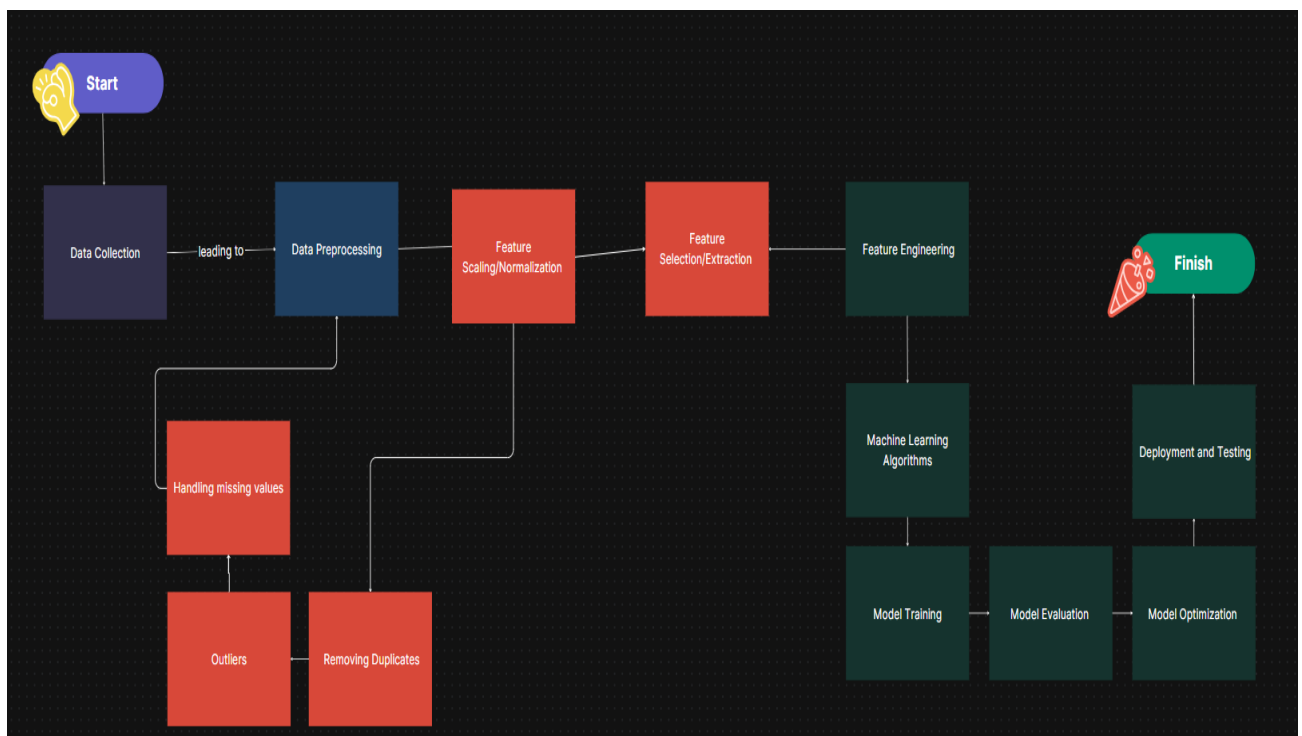 Start
Data Collection
leading to
Data Preprocessing
Feature
Scaling/Normalization
Feature
Selection/Extraction
Feature Engineering
Finish
Machine Learning
Algorithms
Deployment and Testing
Handling missing values
Model Training
Model Evaluation
Model Optimization
Outliers
Removing Duplicates